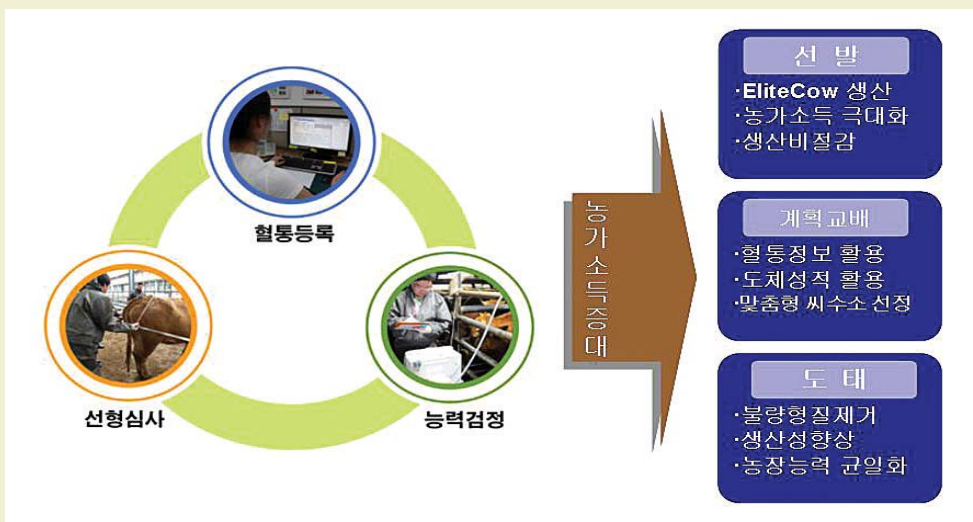 혈통등록
선형심사
능력검정
농가소득증대
선 발
·EliteCow 생산
·농가소득 극대화
·생산비절감
계획교배
·혈통정보 활용
·도체성적 활용
·맞춤형 씨수소 선정
도 태
·불량형질제거
·생산성향상
·농장능력 균일화